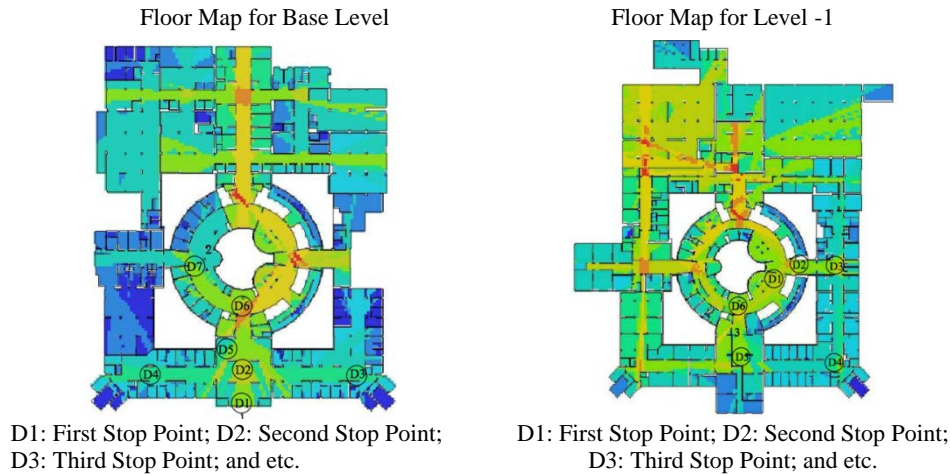 Floor Map for Base Level
Floor Map for Level -1
2
D7
D6
D5
D2
D4
D3
D1
D2
D3
D1
D6
3
D5
D4
D1: First Stop Point; D2: Second Stop Point;
D3: Third Stop Point; and etc.
D1: First Stop Point; D2: Second Stop Point;
D3: Third Stop Point; and etc.